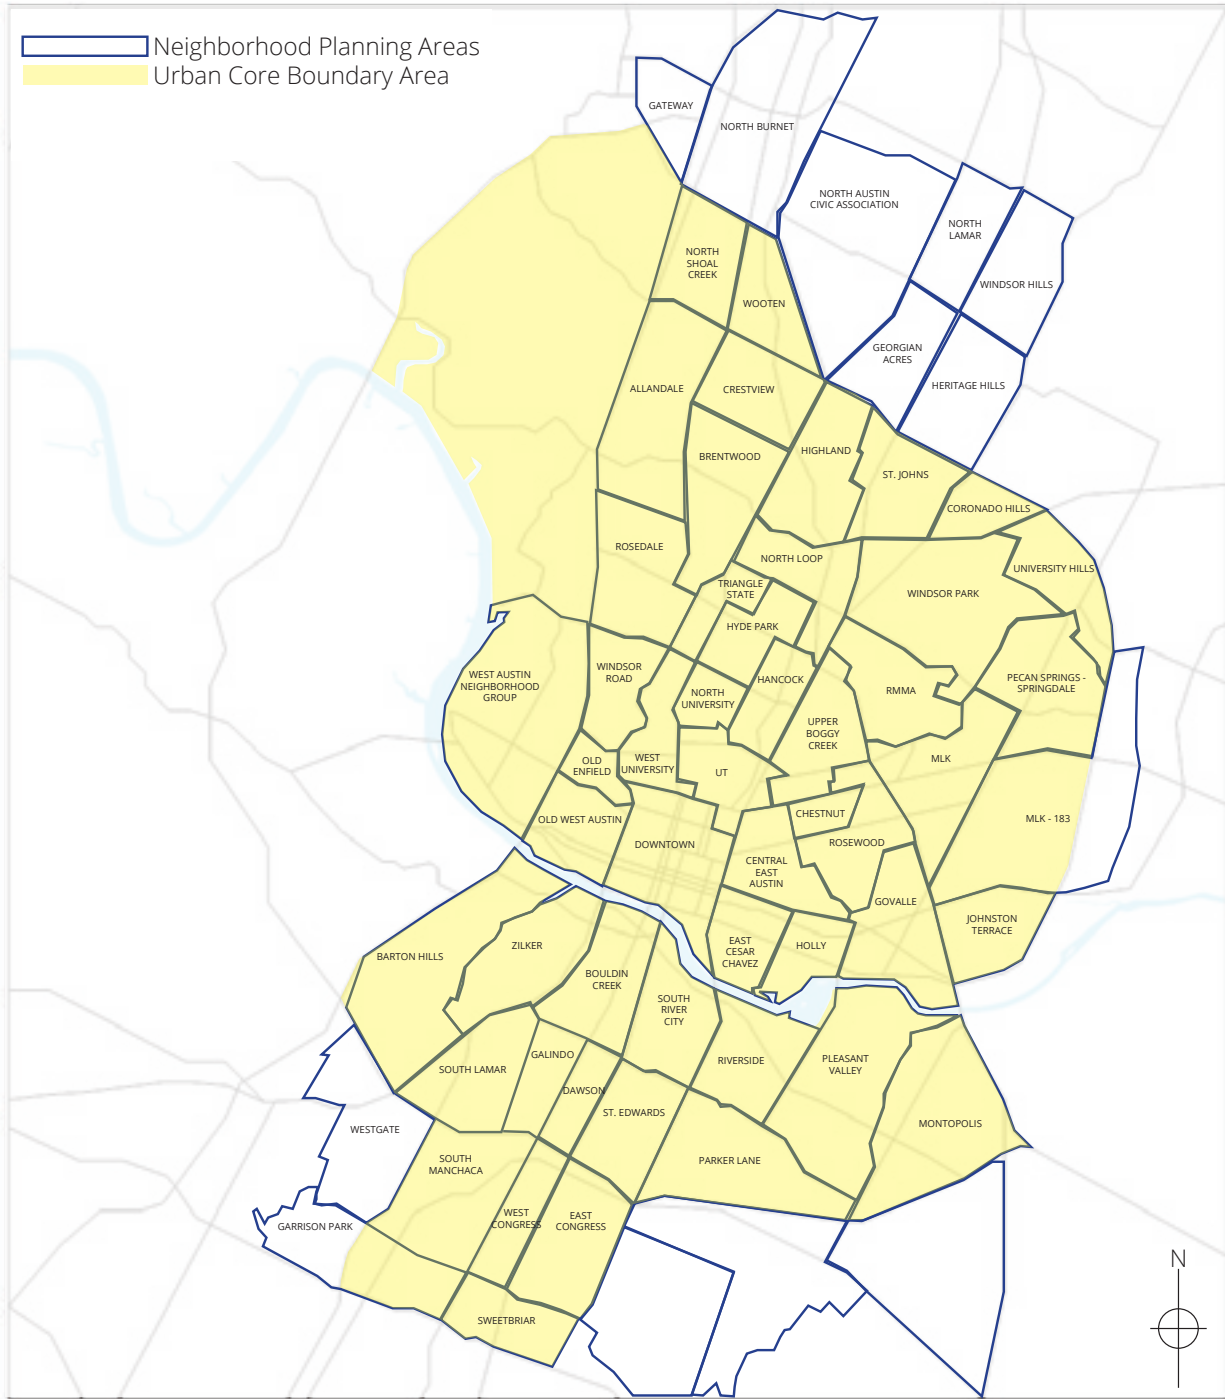 Neighborhood Planning Areas
Urban Core Boundary Area
GATEWAY
NORTH BURNET
NORTH AUSTIN
CIVIC ASSOCIATION
NORTH
LAMAR
WINDSOR HILLS
NORTH
SHOAL
CREEK
WOOTEN
GEORGIAN
ACRES
HERITAGE HILLS
ALLANDALE
CRESTVIEW
BRENTWOOD
HIGHLAND
ST. JOHNS
CORONADO HILLS
ROSEDALE
NORTH LOOP
UNIVERSITY HILLS
TRIANGLE
STATE
WINDSOR PARK
HYDE PARK
WEST AUSTIN
NEIGHBORHOOD
GROUP
WINDSOR
ROAD
NORTH
UNIVERSITY
HANCOCK
RMMA
PECAN SPRINGS -
SPRINGDALE
UPPER
BOGGY
CREEK
OLD
ENFIELD
WEST
UNIVERSITY
UT
MLK
OLD WEST AUSTIN
DOWNTOWN
CHESTNUT
ROSEWOOD
MLK - 183
CENTRAL
EAST
AUSTIN
GOVALLE
JOHNSTON
TERRACE
BARTON HILLS
ZILKER
BOULDIN
CREEK
EAST
CESAR
CHAVEZ
HOLLY
SOUTH
RIVER
CITY
SOUTH LAMAR
GALINDO
DAWSON
RIVERSIDE
PLEASANT
VALLEY
ST. EDWARDS
MONTOPOLIS
WESTGATE
SOUTH
MANCHACA
PARKER LANE
GARRISON PARK
WEST
CONGRESS
EAST
CONGRESS
SWEETBRIAR
N